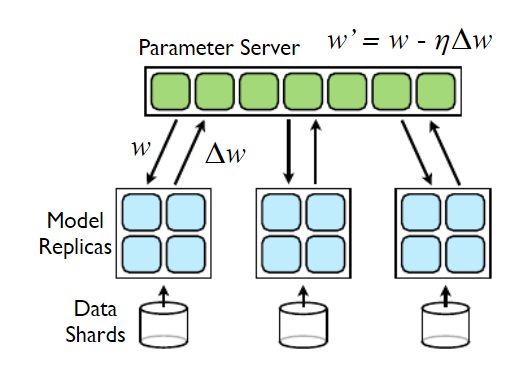 Parameter Server
w' = w - ηΔw
w
Δw
Model
Replicas
Data
Shards